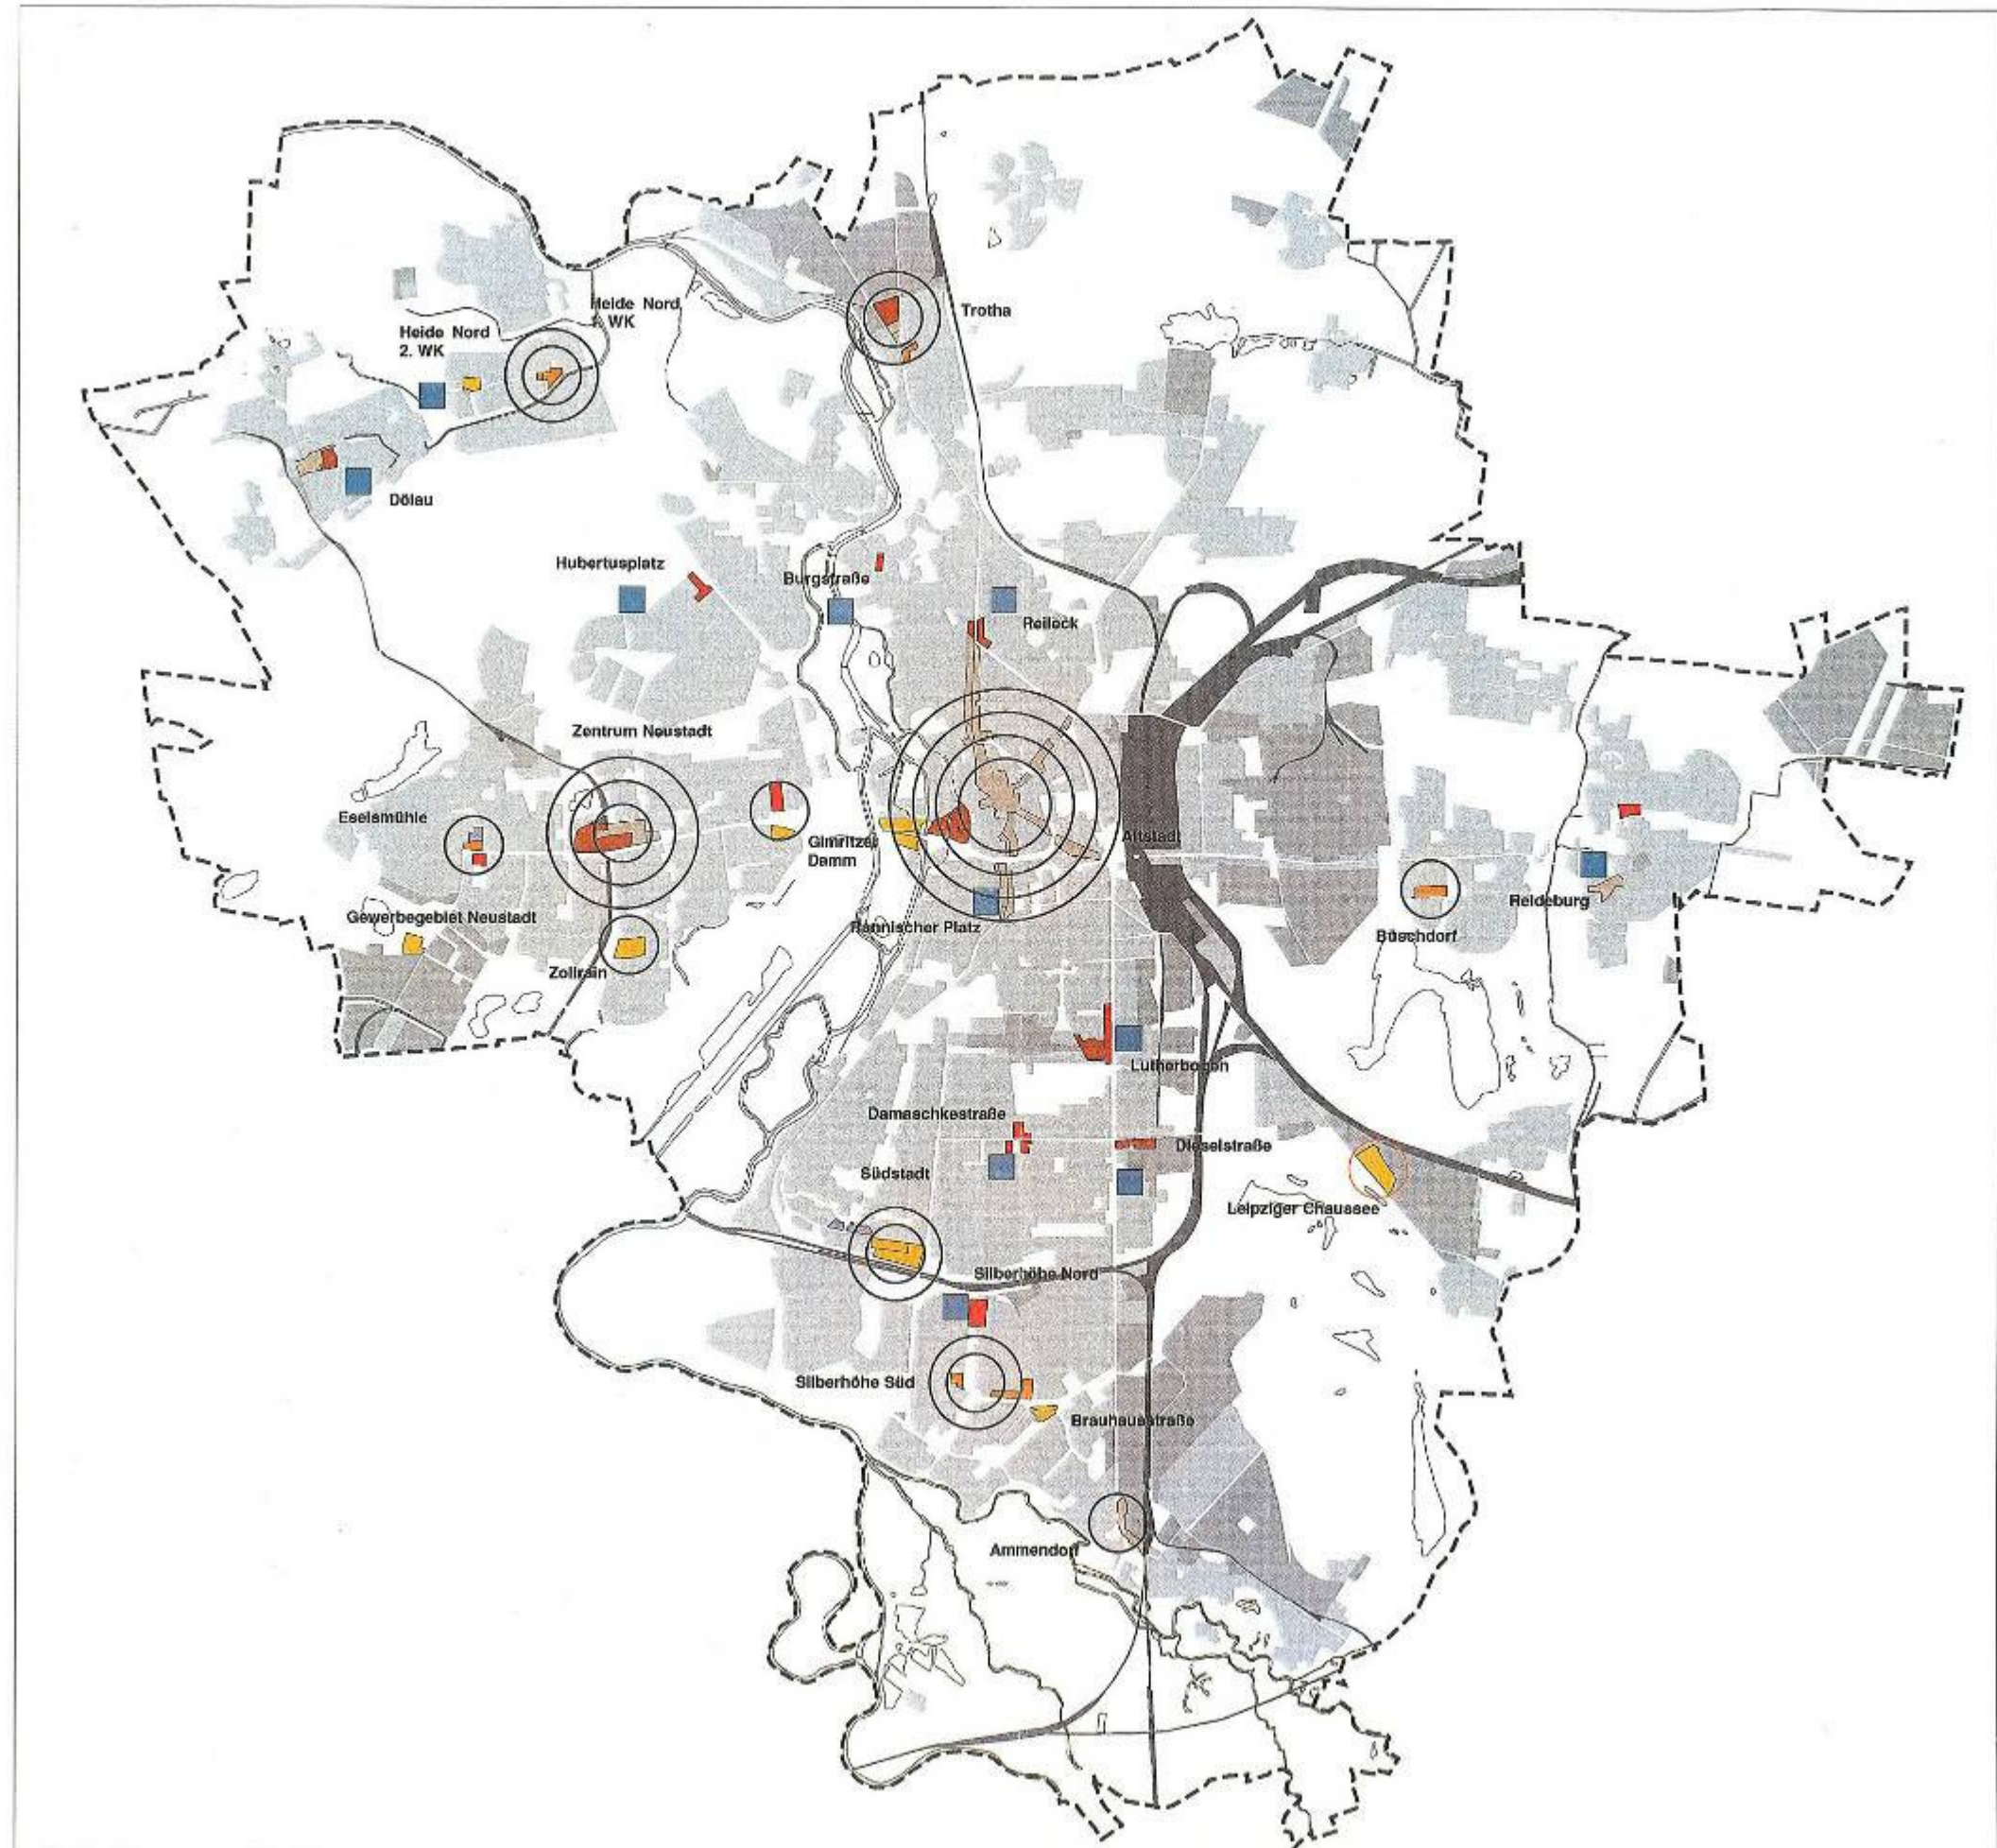 Heide Nord
1. WK
Trotha
Heide Nord
2. WK
Dölau
Hubertusplatz
Burgstraße
Reileck
Zentrum Neustadt
Eselsmühle
Gimritzer
Damm
Altstadt
Gewerbegebiet Neustadt
Rannischer Platz
Reideburg
Büschdorf
Zollrain
Lutherbogen
Damaschkestraße
Dieselstraße
Südstadt
Leipziger Chaussee
Silberhöhe Nord
Silberhöhe Süd
Brauhausstraße
Ammendorf